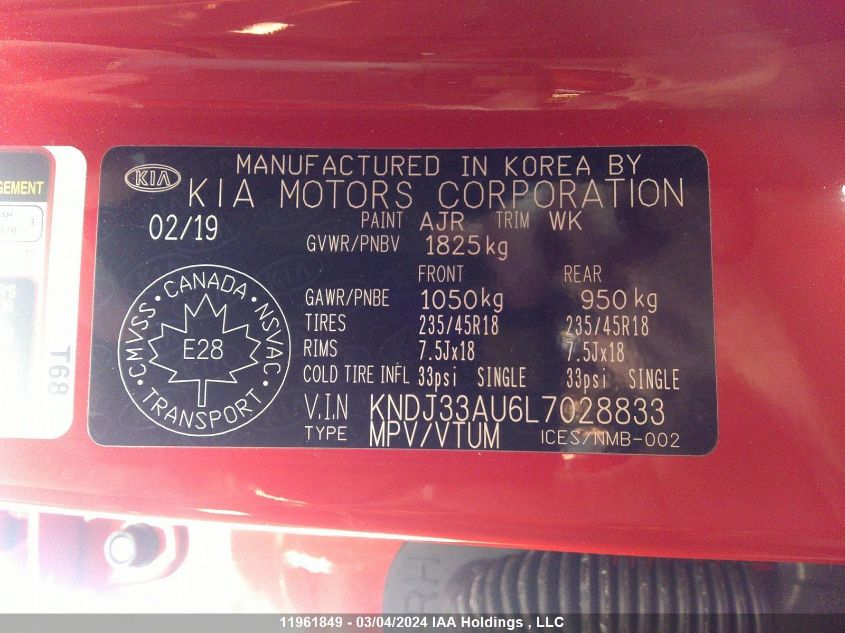 MANUFACTURED IN KOREA BY
KIA KIA MOTORS CORPORATION
02/19 PAINT AJR TRIM WK
GVWR/PNBV 1825kg
FRONT REAR
GAWR/PNBE 1050kg 950kg
TIRES 235/45R18 235/45R18
RIMS 7.5Jx18 7.5Jx18
COLD TIRE INFL 33psi SINGLE 33psi SINGLE
V.I.N KNDJ33AU6L7028833
TYPE MPV/VTUM ICES/NMB-002
CMVSS · CANADA · NSVAC · TRANSPORT ·
E28
T68
RH
11961849 - 03/04/2024 IAA Holdings , LLC